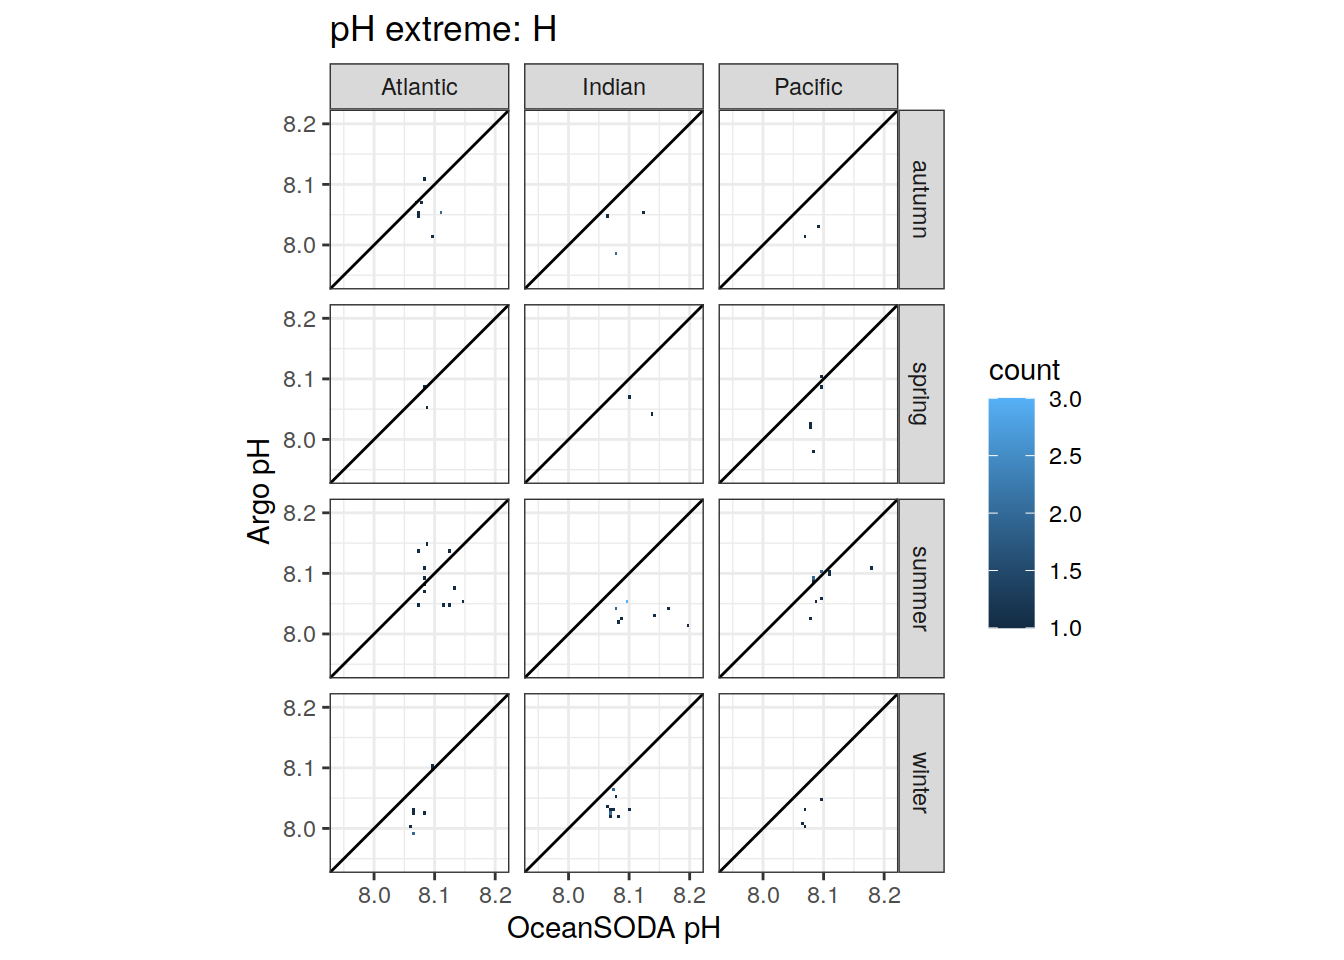 pH extreme: H
Atlantic Indian Pacific
8.2
8.1
8.0
autumn
8.2
8.1
8.0
spring
8.2
8.1
8.0
summer
8.2
8.1
8.0
winter
8.0 8.1 8.2 8.0 8.1 8.2 8.0 8.1 8.2
OceanSODA pH
Argo pH
count
3.0
2.5
2.0
1.5
1.0